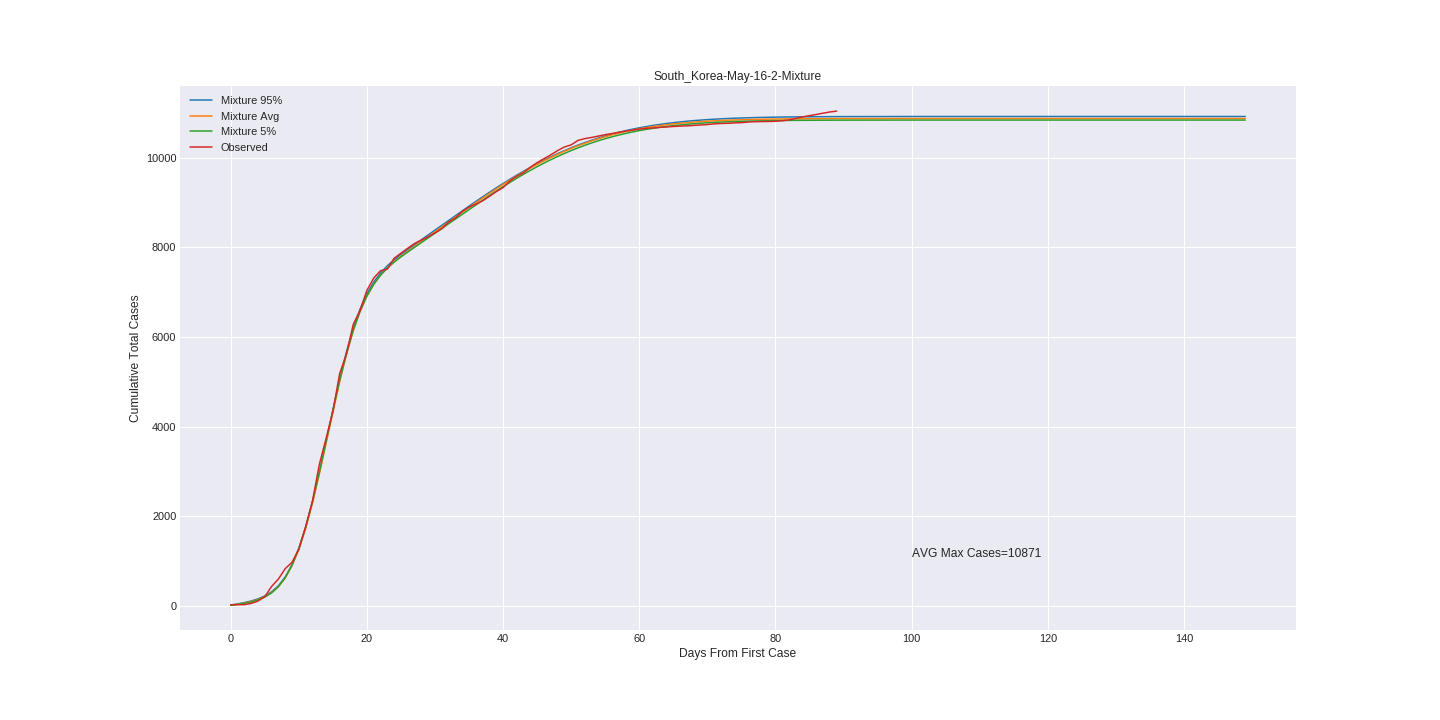 South_Korea-May-16-2-Mixture
Mixture 95%
Mixture Avg
Mixture 5%
Observed
10000
8000
6000
4000
2000
0
Cumulative Total Cases
AVG Max Cases=10871
0 20 40 60 80 100 120 140
Days From First Case